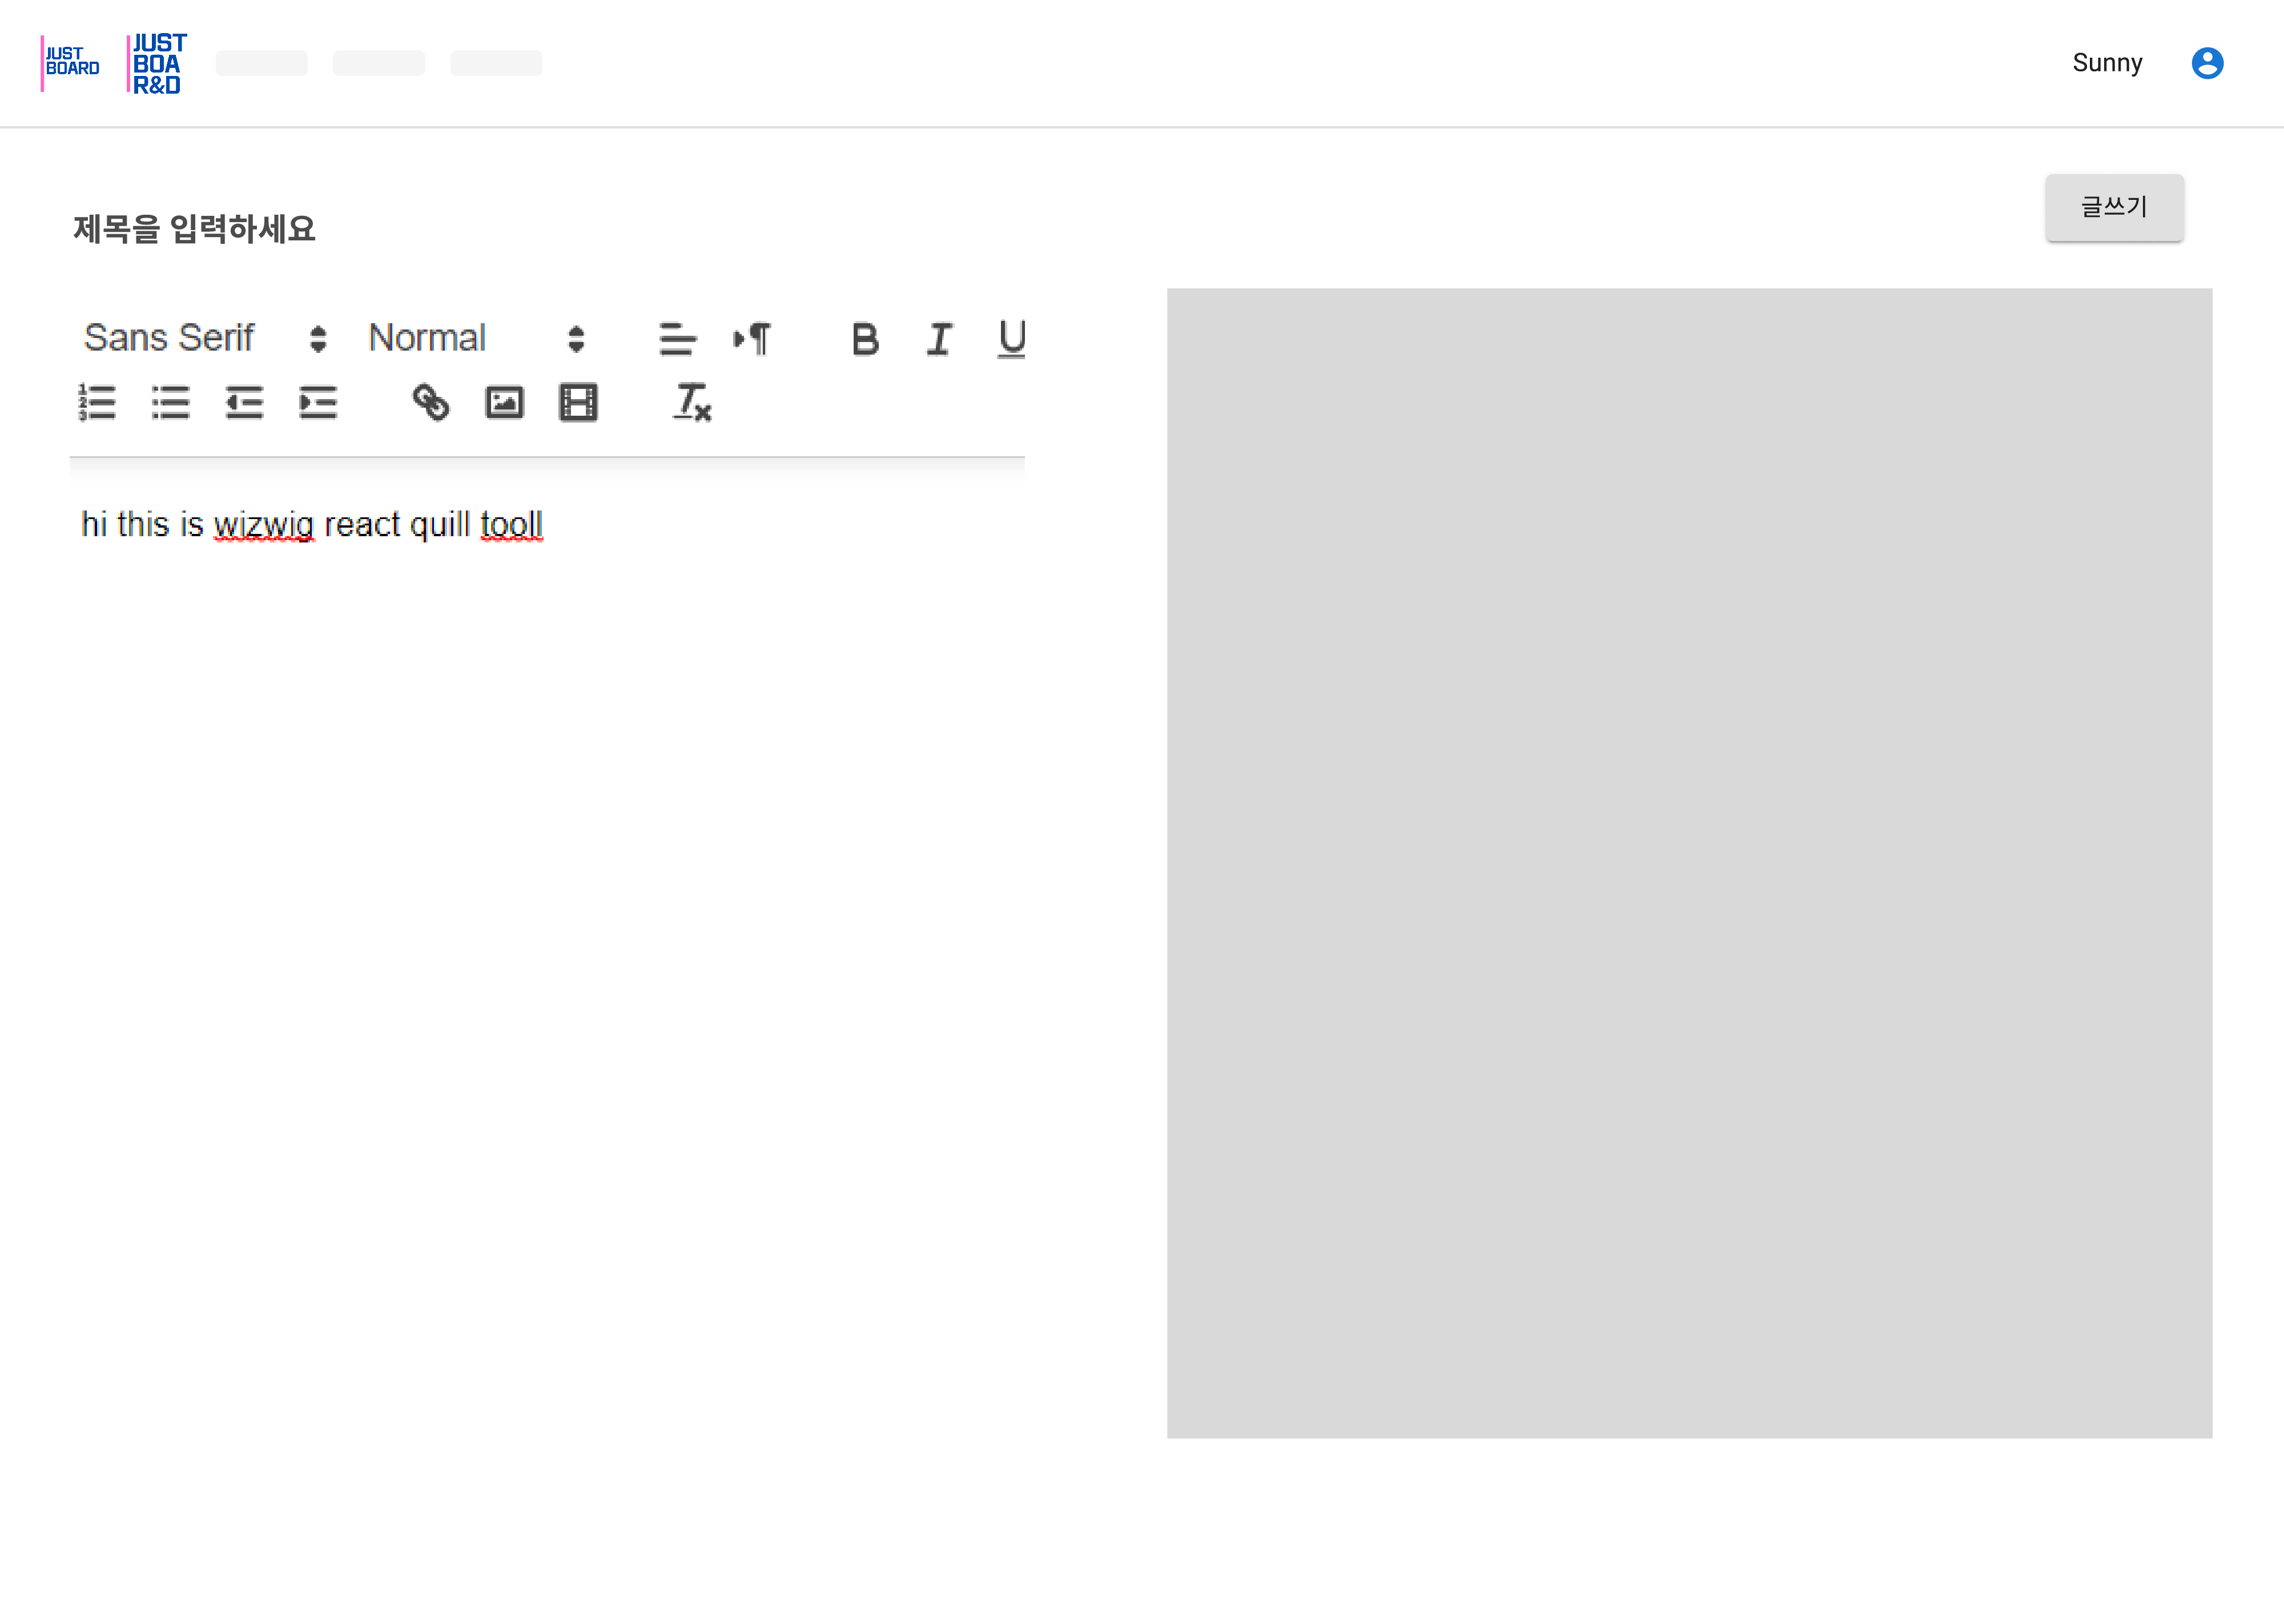 JUST
BOARD
JUST
BOA
R&D
Sunny
글쓰기
제목을 입력하세요
Sans Serif Normal B I U
hi this is wizwig react quill tooll